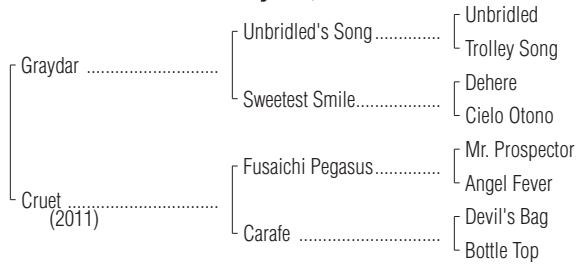 Unbridled
Unbridled's Song..............
Trolley Song
Graydar ............................
Dehere
Sweetest Smile..................
Cielo Otono
Mr. Prospector
Fusaichi Pegasus..............
Angel Fever
Cruet ................................
(2011)
Devil's Bag
Carafe ..............................
Bottle Top